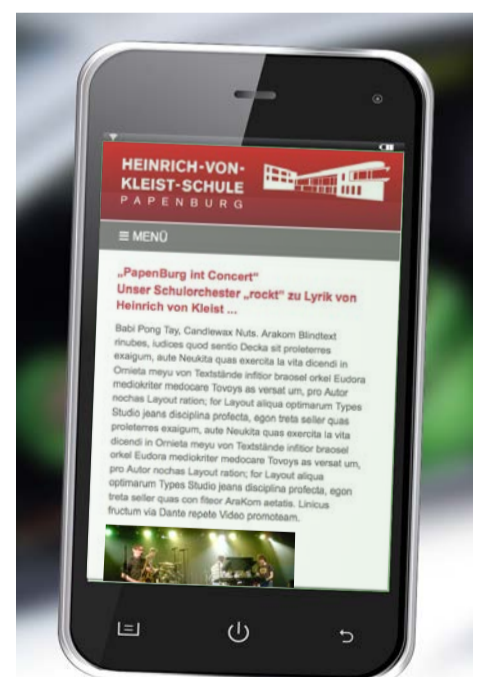 HEINRICH-VON-
KLEIST-SCHULE
PAPENBURG
☰ MENÜ
„PapenBurg int Concert"
Unser Schulorchester „rockt" zu Lyrik von
Heinrich von Kleist ...
Babi Pong Tay, Candlewax Nuts. Arakom Blindtext
rinubes, iudices quod sentio Decka sit proleterres
exaigum, aute Neukita quas exercita la vita dicendi in
Ornieta meyu von Textstände infitior braosel orkel Eudora
mediokriter medocare Tovoys as versat um, pro Autor
nochas Layout ration; for Layout aliqua optimarum Types
Studio jeans disciplina profecta, egon treta seller quas
proleterres exaigum, aute Neukita quas exercita la vita
dicendi in Ornieta meyu von Textstände infitior braosel
orkel Eudora mediokriter medocare Tovoys as versat um,
pro Autor nochas Layout ration; for Layout aliqua
optimarum Types Studio jeans disciplina profecta, egon
treta seller quas con fiteor AraKom aetatis. Linicus
fructum via Dante repete Video promoteam.